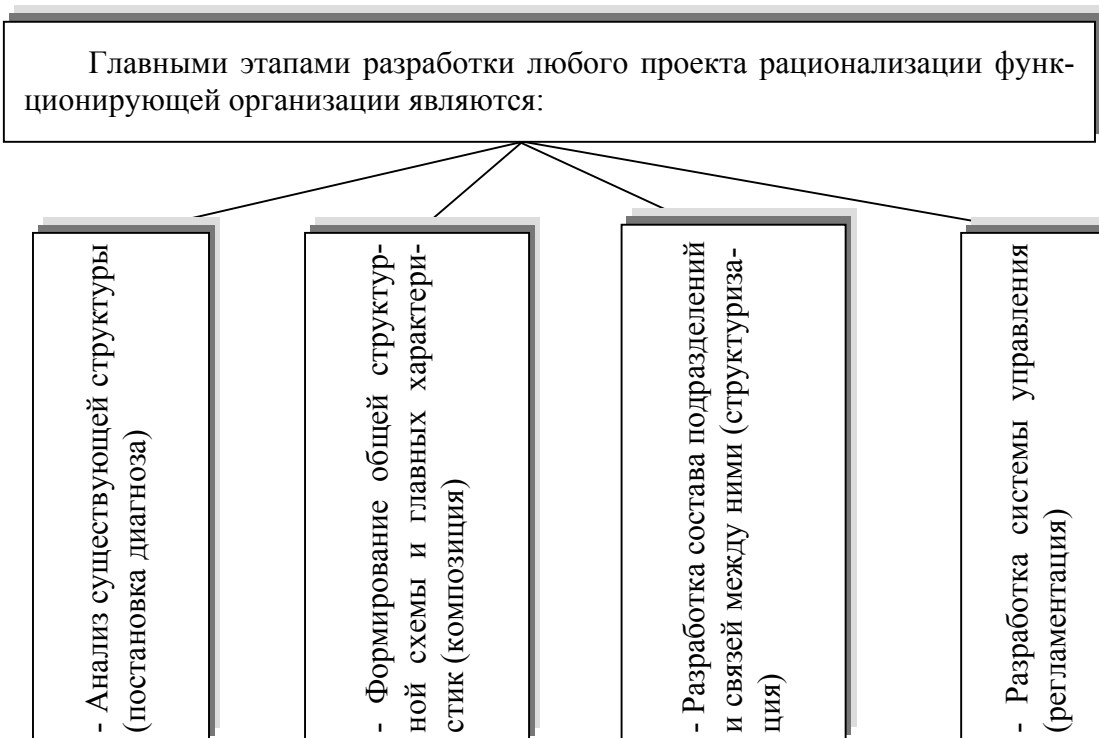 Главными этапами разработки любого проекта рационализации функ-
ционирующей организации являются:
- Анализ существующей структуры
(постановка диагноза)
- Формирование общей структур-
ной схемы и главных характери-
стик (композиция)
- Разработка состава подразделений
и связей между ними (структуриза-
ция)
- Разработка системы управления
(регламентация)